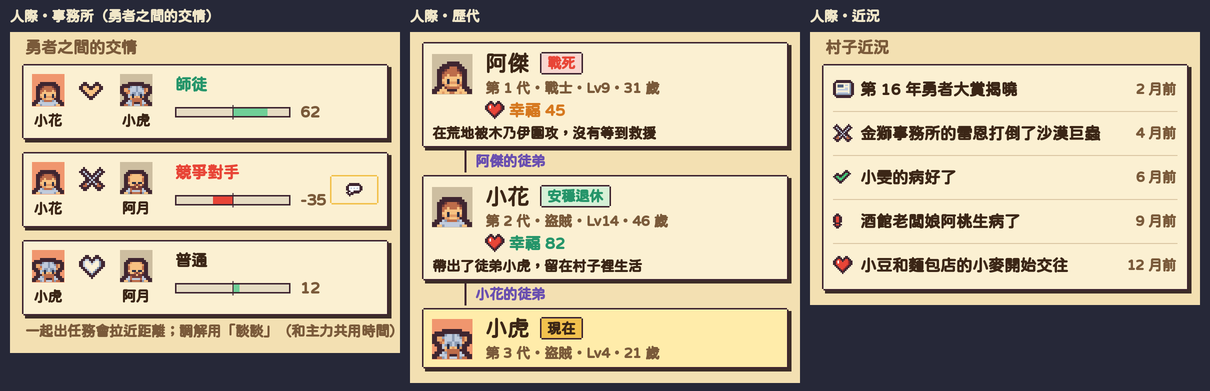 人際・事務所（勇者之間的交情）
勇者之間的交情
小花
小虎
師徒
62
小花
阿月
競爭對手
-35
小虎
阿月
普通
12
一起出任務會拉近距離；調解用「談談」（和主力共用時間）
人際・歷代
阿傑 戰死
第 1 代・戰士・Lv9・31 歲
幸福 45
在荒地被木乃伊圍攻，沒有等到救援
阿傑的徒弟
小花 安穩退休
第 2 代・盜賊・Lv14・46 歲
幸福 82
帶出了徒弟小虎，留在村子裡生活
小花的徒弟
小虎 現在
第 3 代・盜賊・Lv4・21 歲
人際・近況
村子近況
第 16 年勇者大賞揭曉 2 月前
金獅事務所的雷恩打倒了沙漠巨蟲 4 月前
小雯的病好了 6 月前
酒館老闆娘阿桃生病了 9 月前
小豆和麵包店的小麥開始交往 12 月前